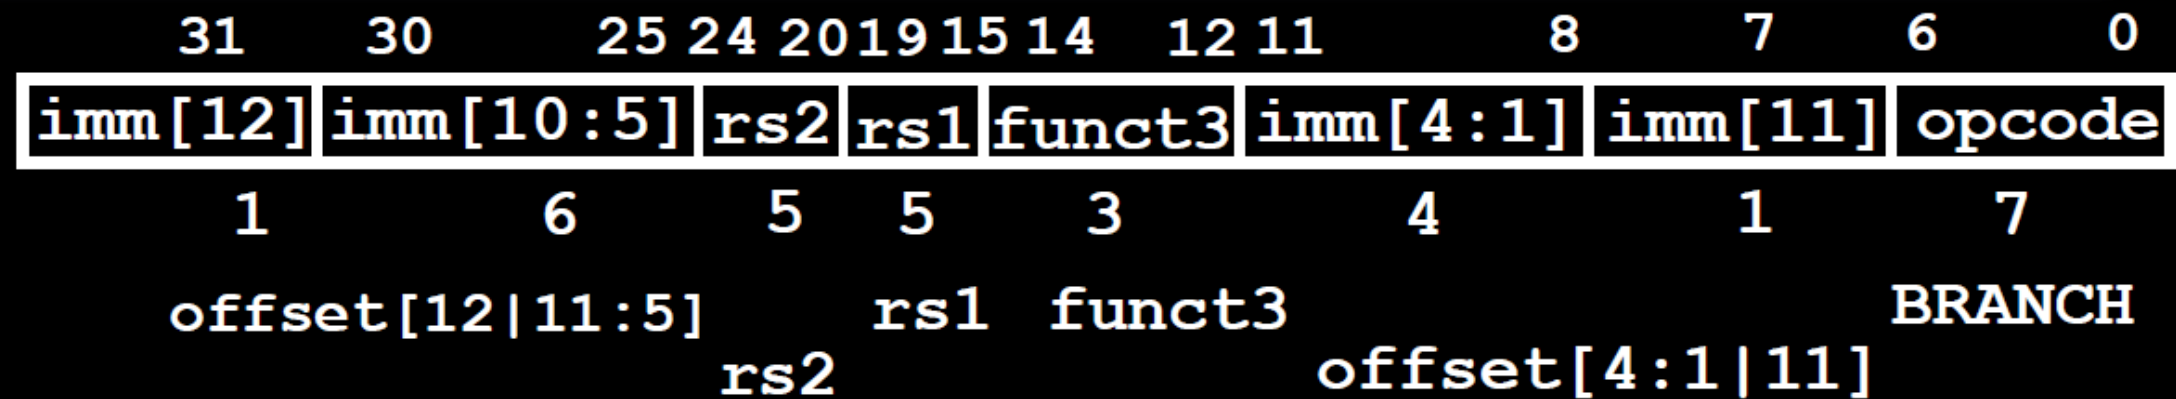 31 30 25 24 20 19 15 14 12 11 8 7 6 0
imm[12] imm[10:5] rs2 rs1 funct3 imm[4:1] imm[11] opcode
1 6 5 5 3 4 1 7
offset[12|11:5] rs1 funct3 BRANCH
rs2 offset[4:1|11]